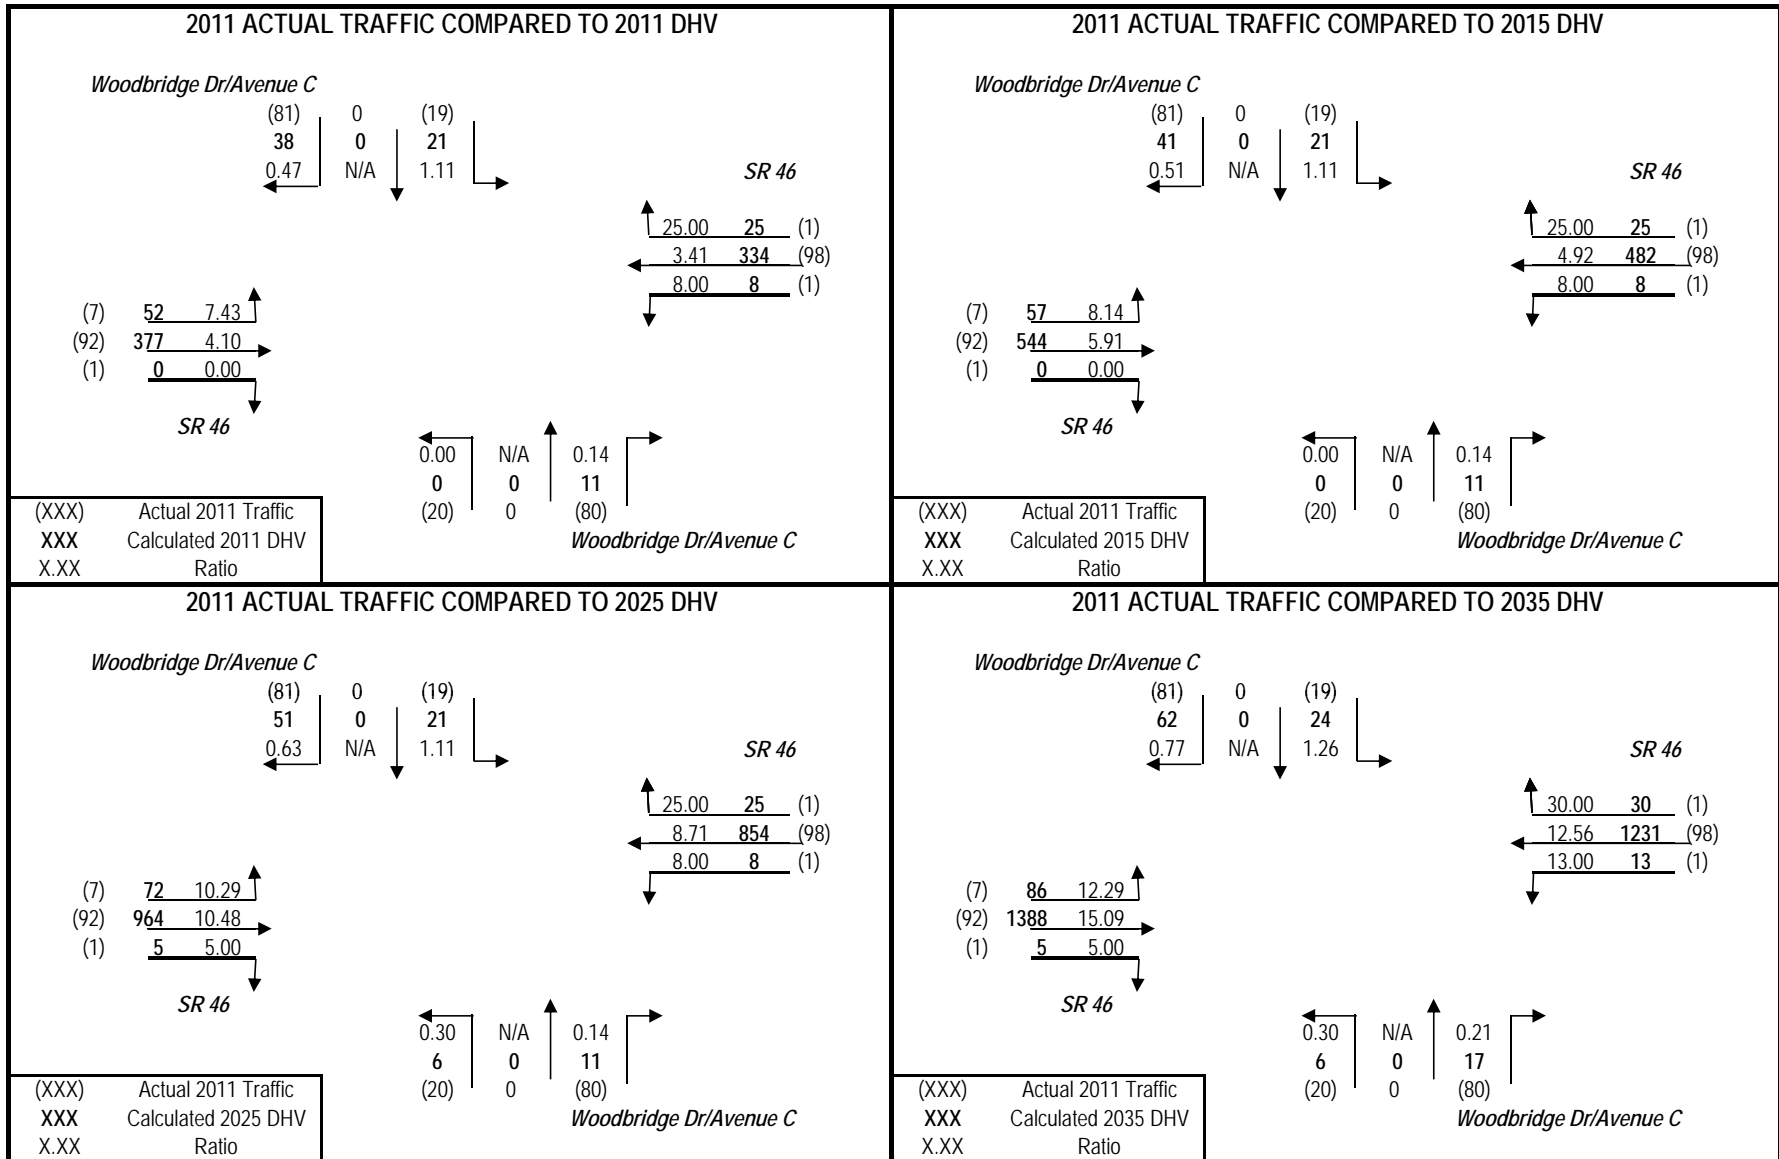 2011 ACTUAL TRAFFIC COMPARED TO 2011 DHV
Woodbridge Dr/Avenue C
(81) 0 (19)
38 0 21
0.47 N/A 1.11
SR 46
25.00 25 (1)
3.41 334 (98)
8.00 8 (1)
(7) 52 7.43
(92) 377 4.10
(1) 0 0.00
SR 46
0.00 N/A 0.14
0 0 11
(20) 0 (80)
Woodbridge Dr/Avenue C
(XXX) Actual 2011 Traffic
XXX Calculated 2011 DHV
X.XX Ratio
2011 ACTUAL TRAFFIC COMPARED TO 2015 DHV
Woodbridge Dr/Avenue C
(81) 0 (19)
41 0 21
0.51 N/A 1.11
SR 46
25.00 25 (1)
4.92 482 (98)
8.00 8 (1)
(7) 57 8.14
(92) 544 5.91
(1) 0 0.00
SR 46
0.00 N/A 0.14
0 0 11
(20) 0 (80)
Woodbridge Dr/Avenue C
(XXX) Actual 2011 Traffic
XXX Calculated 2015 DHV
X.XX Ratio
2011 ACTUAL TRAFFIC COMPARED TO 2025 DHV
Woodbridge Dr/Avenue C
(81) 0 (19)
51 0 21
0.63 N/A 1.11
SR 46
25.00 25 (1)
8.71 854 (98)
8.00 8 (1)
(7) 72 10.29
(92) 964 10.48
(1) 5 5.00
SR 46
0.30 N/A 0.14
6 0 11
(20) 0 (80)
Woodbridge Dr/Avenue C
(XXX) Actual 2011 Traffic
XXX Calculated 2025 DHV
X.XX Ratio
2011 ACTUAL TRAFFIC COMPARED TO 2035 DHV
Woodbridge Dr/Avenue C
(81) 0 (19)
62 0 24
0.77 N/A 1.26
SR 46
30.00 30 (1)
12.56 1231 (98)
13.00 13 (1)
(7) 86 12.29
(92) 1388 15.09
(1) 5 5.00
SR 46
0.30 N/A 0.21
6 0 17
(20) 0 (80)
Woodbridge Dr/Avenue C
(XXX) Actual 2011 Traffic
XXX Calculated 2035 DHV
X.XX Ratio